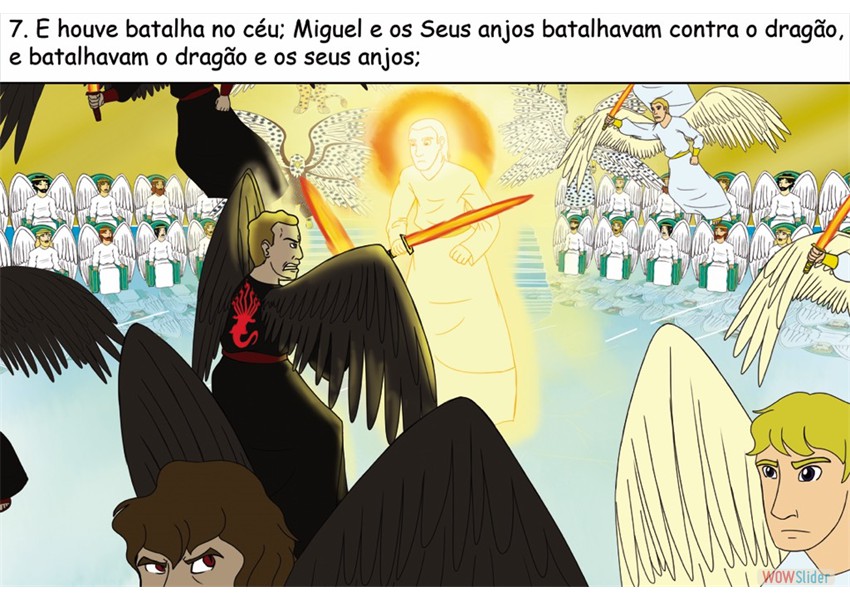 7. E houve batalha no céu; Miguel e os Seus anjos batalhavam contra o dragão,
e batalhavam o dragão e os seus anjos;
WOWSlider